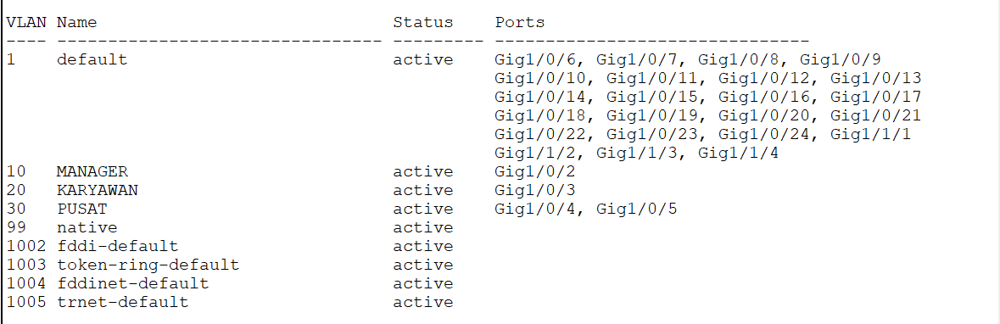 VLAN Name Status Ports
---- -------------------------------- --------- -------------------------------
1 default active Gig1/0/6, Gig1/0/7, Gig1/0/8, Gig1/0/9
Gig1/0/10, Gig1/0/11, Gig1/0/12, Gig1/0/13
Gig1/0/14, Gig1/0/15, Gig1/0/16, Gig1/0/17
Gig1/0/18, Gig1/0/19, Gig1/0/20, Gig1/0/21
Gig1/0/22, Gig1/0/23, Gig1/0/24, Gig1/1/1
Gig1/1/2, Gig1/1/3, Gig1/1/4
10 MANAGER active Gig1/0/2
20 KARYAWAN active Gig1/0/3
30 PUSAT active Gig1/0/4, Gig1/0/5
99 native active
1002 fddi-default active
1003 token-ring-default active
1004 fddinet-default active
1005 trnet-default active